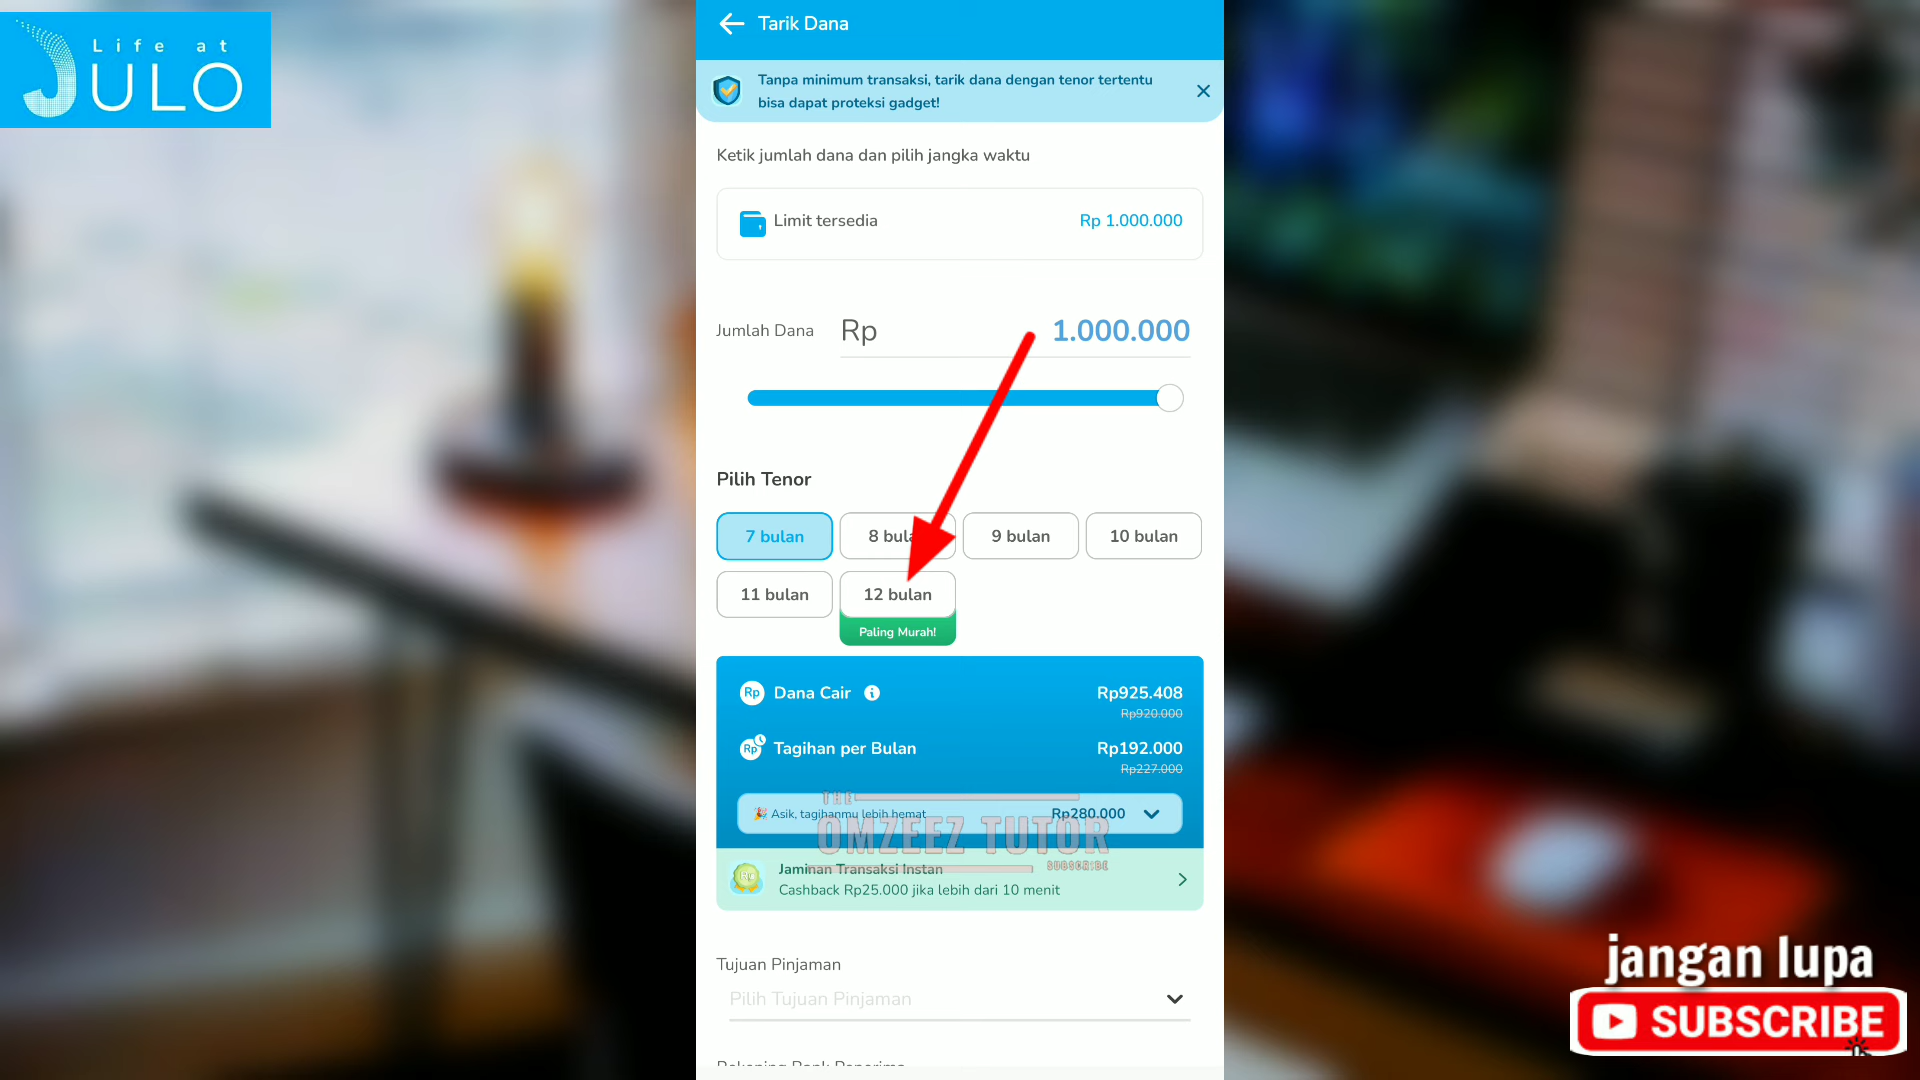 Life at
JULO
Tarik Dana
Tanpa minimum transaksi, tarik dana dengan tenor tertentu
bisa dapat proteksi gadget!
Ketik jumlah dana dan pilih jangka waktu
Limit tersedia
Rp 1.000.000
Jumlah Dana
Rp
1.000.000
Pilih Tenor
7 bulan
9 bulan
10 bulan
11 bulan
12 bulan
Paling Murah!
Dana Cair
Rp925.408
Rp920.000
Tagihan per Bulan
Rp192.000
Rp227.000
Asik, tagihanmu lebih hemat
Rp280.000
THE
OMZEEZ TUTOR
SUBSCRIBE
Jaminan Transaksi Instan
Cashback Rp25.000 jika lebih dari 10 menit
Tujuan Pinjaman
Pilih Tujuan Pinjaman
jangan lupa
SUBSCRIBE